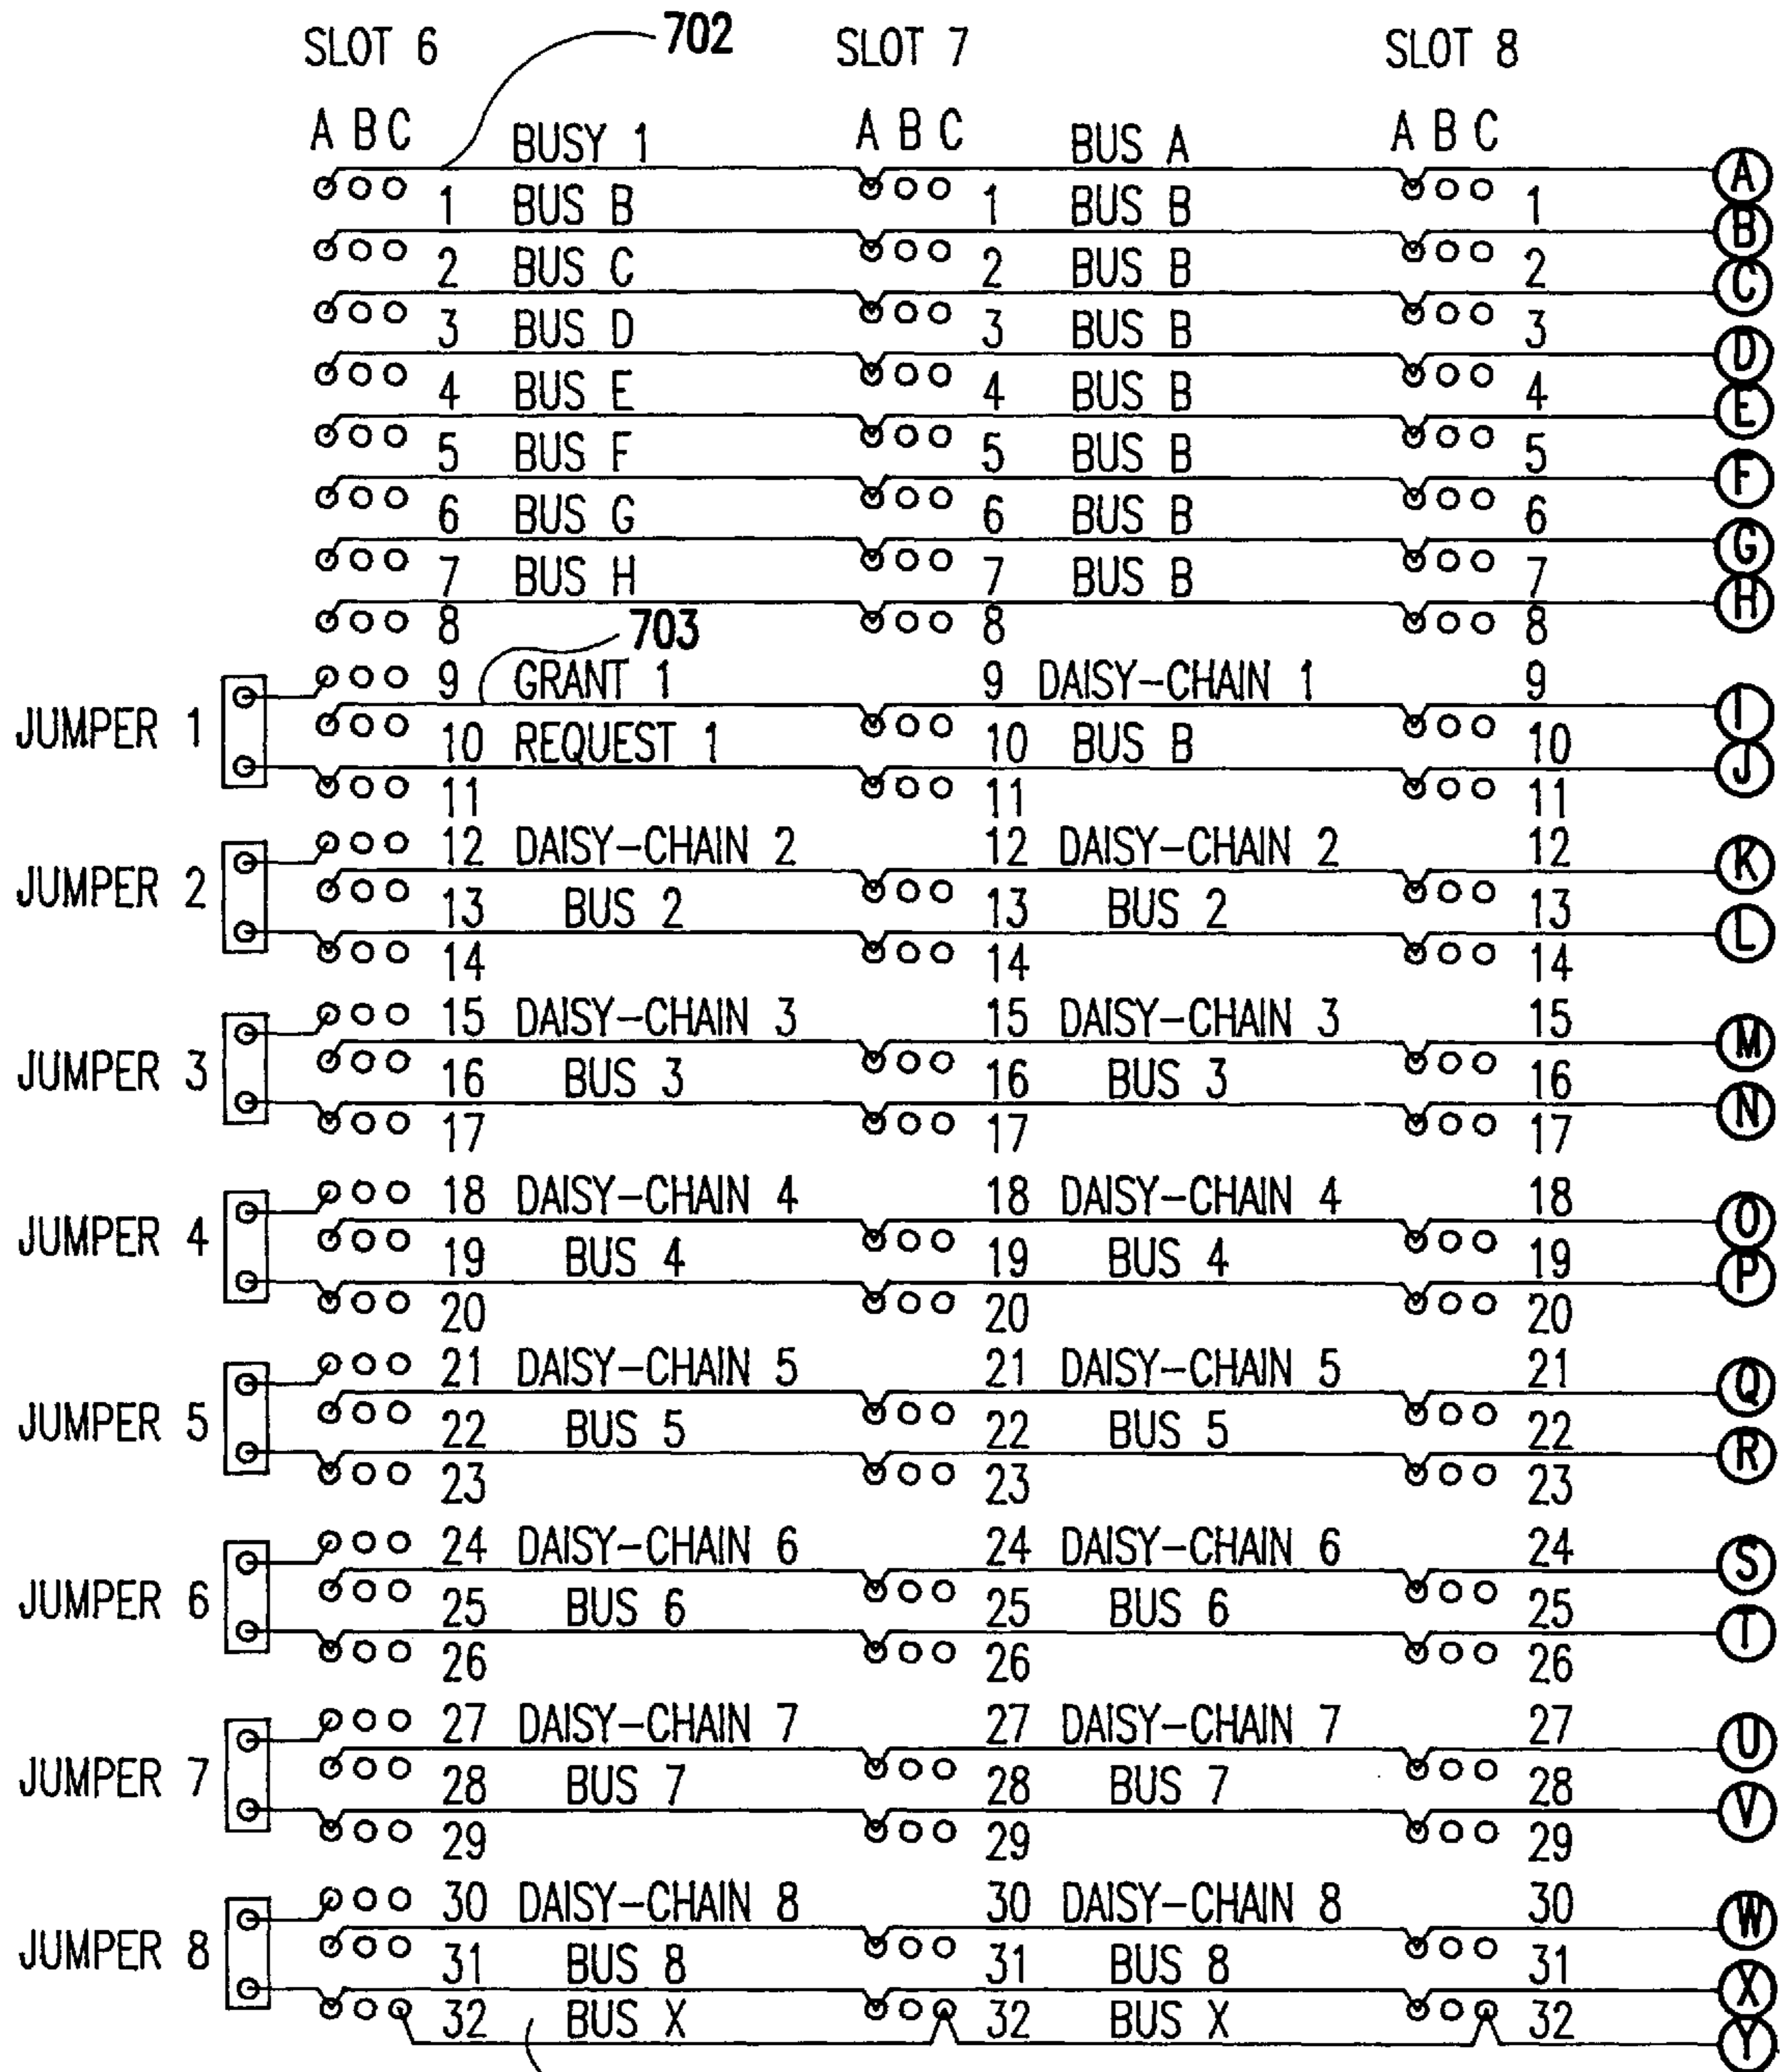 SLOT 6 702 SLOT 7 SLOT 8
A B C BUSY 1 A B C BUS A A B C A
1 BUS B 1 BUS B 1 B
2 BUS C 2 BUS B 2 C
3 BUS D 3 BUS B 3 D
4 BUS E 4 BUS B 4 E
5 BUS F 5 BUS B 5 F
6 BUS G 6 BUS B 6 G
7 BUS H 7 BUS B 7 H
8 703 8 8
9 GRANT 1 9 DAISY-CHAIN 1 9 I
JUMPER 1 10 REQUEST 1 10 BUS B 10 J
11 11 11
12 DAISY-CHAIN 2 12 DAISY-CHAIN 2 12 K
JUMPER 2 13 BUS 2 13 BUS 2 13 L
14 14 14
15 DAISY-CHAIN 3 15 DAISY-CHAIN 3 15 M
JUMPER 3 16 BUS 3 16 BUS 3 16 N
17 17 17
18 DAISY-CHAIN 4 18 DAISY-CHAIN 4 18 O
JUMPER 4 19 BUS 4 19 BUS 4 19 P
20 20 20
21 DAISY-CHAIN 5 21 DAISY-CHAIN 5 21 Q
JUMPER 5 22 BUS 5 22 BUS 5 22 R
23 23 23
24 DAISY-CHAIN 6 24 DAISY-CHAIN 6 24 S
JUMPER 6 25 BUS 6 25 BUS 6 25 T
26 26 26
27 DAISY-CHAIN 7 27 DAISY-CHAIN 7 27 U
JUMPER 7 28 BUS 7 28 BUS 7 28 V
29 29 29
30 DAISY-CHAIN 8 30 DAISY-CHAIN 8 30 W
JUMPER 8 31 BUS 8 31 BUS 8 31 X
32 BUS X 32 BUS X 32 Y